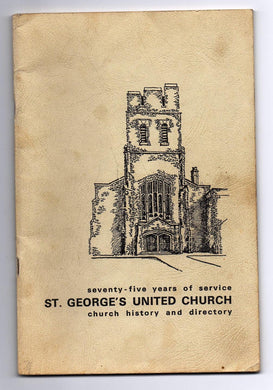 seventy-five years of service
ST. GEORGE'S UNITED CHURCH
church history and directory